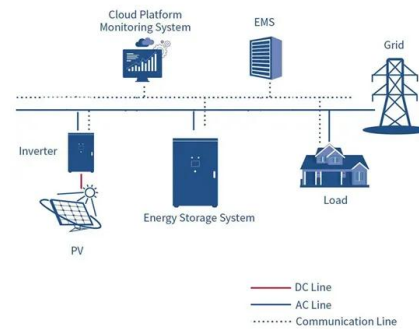 Cloud Platform
Monitoring System
EMS
Grid
Inverter
Load
Energy Storage System
PV
DC Line
AC Line
Communication Line